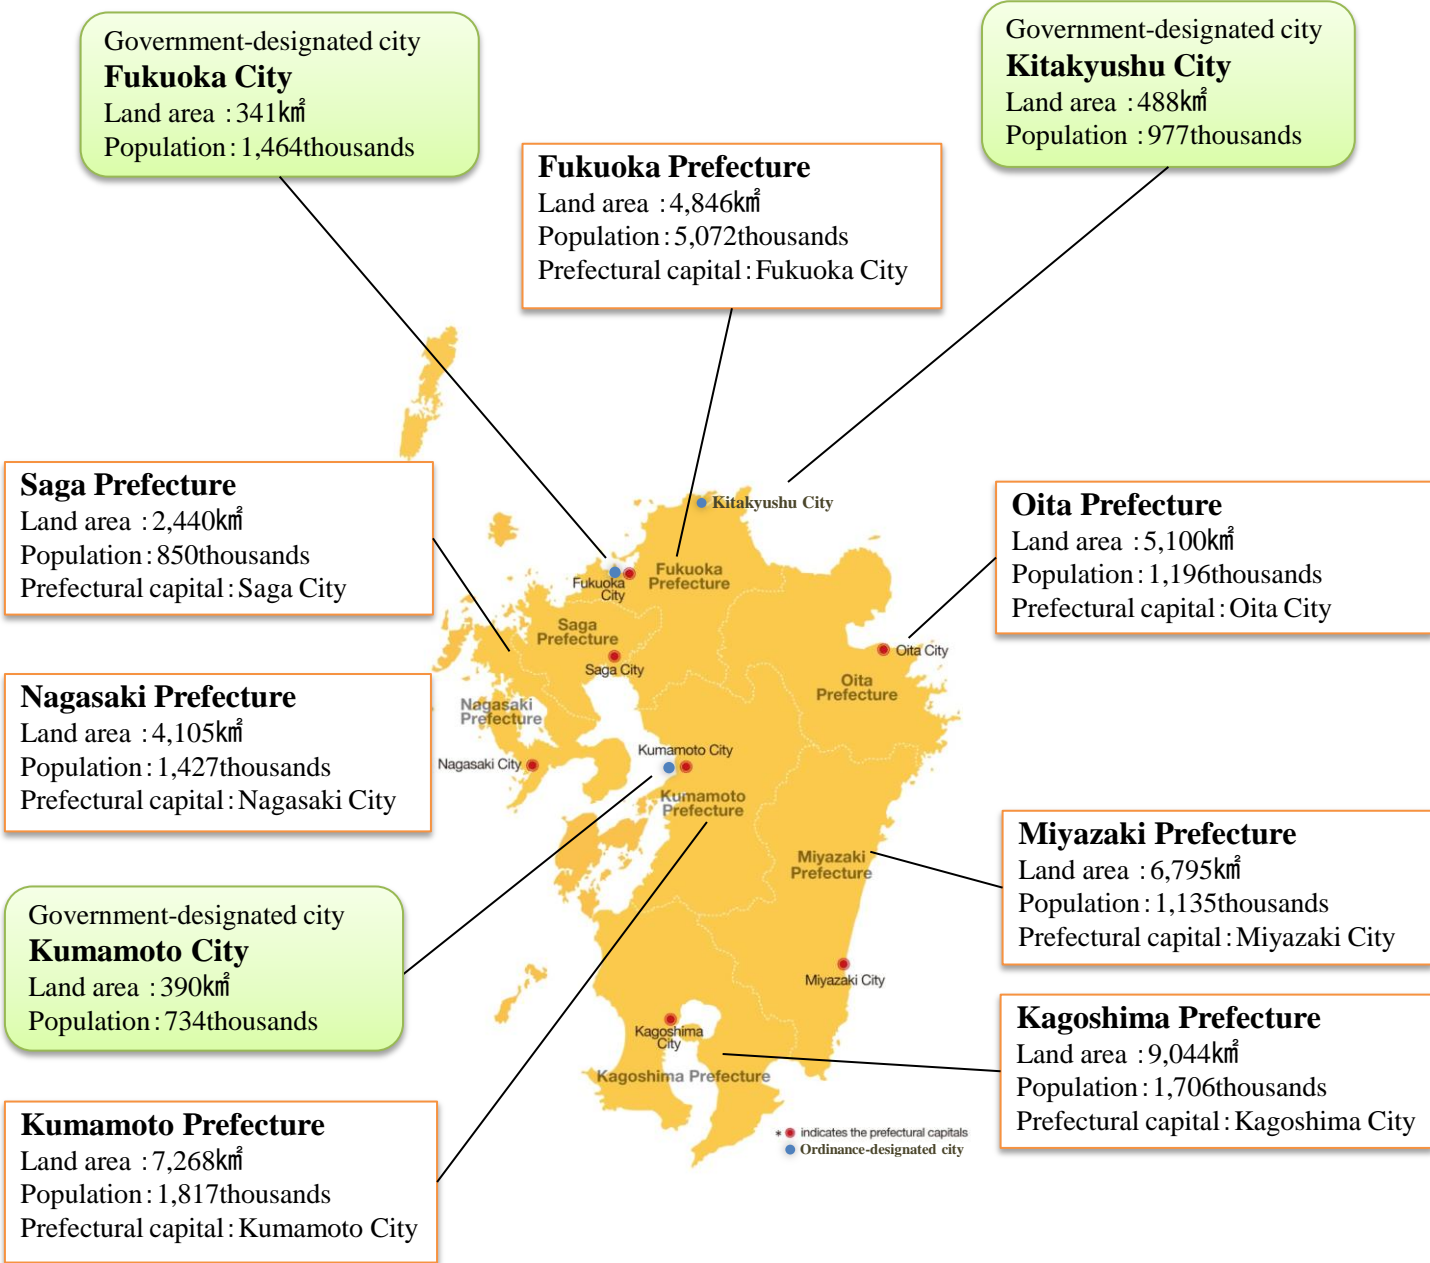 Government-designated city
Fukuoka City
Land area :341k㎡
Population:1,464thousands
Government-designated city
Kitakyushu City
Land area :488k㎡
Population:977thousands
Fukuoka Prefecture
Land area :4,846k㎡
Population:5,072thousands
Prefectural capital:Fukuoka City
Saga Prefecture
Land area :2,440k㎡
Population:850thousands
Prefectural capital:Saga City
Oita Prefecture
Land area :5,100k㎡
Population:1,196thousands
Prefectural capital:Oita City
Nagasaki Prefecture
Land area :4,105k㎡
Population:1,427thousands
Prefectural capital:Nagasaki City
Kitakyushu City
Fukuoka
Prefecture
Fukuoka
City
Saga
Prefecture
Saga City
Oita City
Oita
Prefecture
Nagasaki
Prefecture
Nagasaki City
Kumamoto City
Kumamoto
Prefecture
Miyazaki
Prefecture
Miyazaki City
Kagoshima
City
Kagoshima Prefecture
* indicates the prefectural capitals
Ordinance-designated city
Government-designated city
Kumamoto City
Land area :390k㎡
Population:734thousands
Miyazaki Prefecture
Land area :6,795k㎡
Population:1,135thousands
Prefectural capital:Miyazaki City
Kagoshima Prefecture
Land area :9,044k㎡
Population:1,706thousands
Prefectural capital:Kagoshima City
Kumamoto Prefecture
Land area :7,268k㎡
Population:1,817thousands
Prefectural capital:Kumamoto City